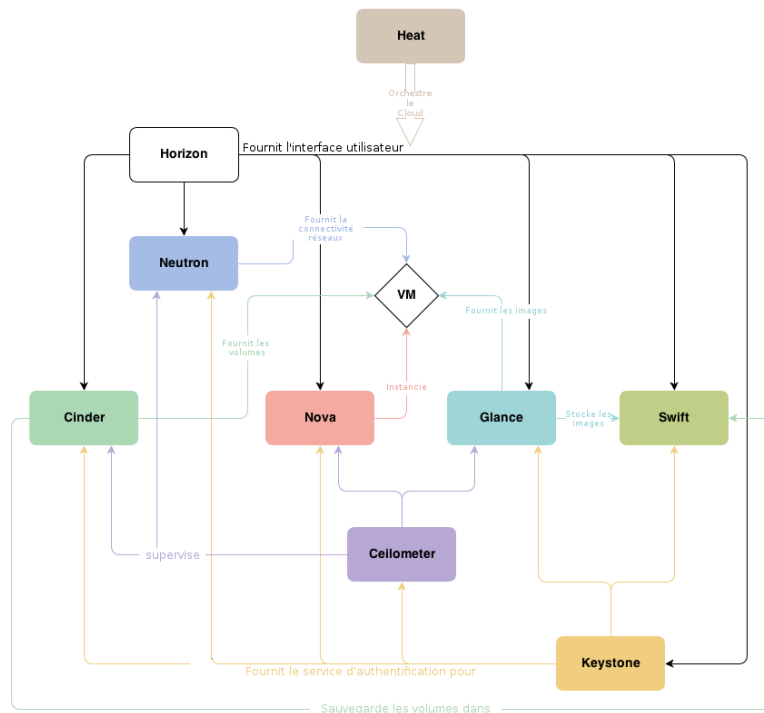 Heat
Orchestre
le
Cloud
Horizon
Fournit l'interface utilisateur
Fournit la
connectivité
réseaux
Neutron
VM
Fournit les images
Fournit les
volumes
Instancie
Cinder
Nova
Glance
Stocke les
images
Swift
Ceilometer
supervise
Keystone
Fournit le service d'authentification pour
Sauvegarde les volumes dans